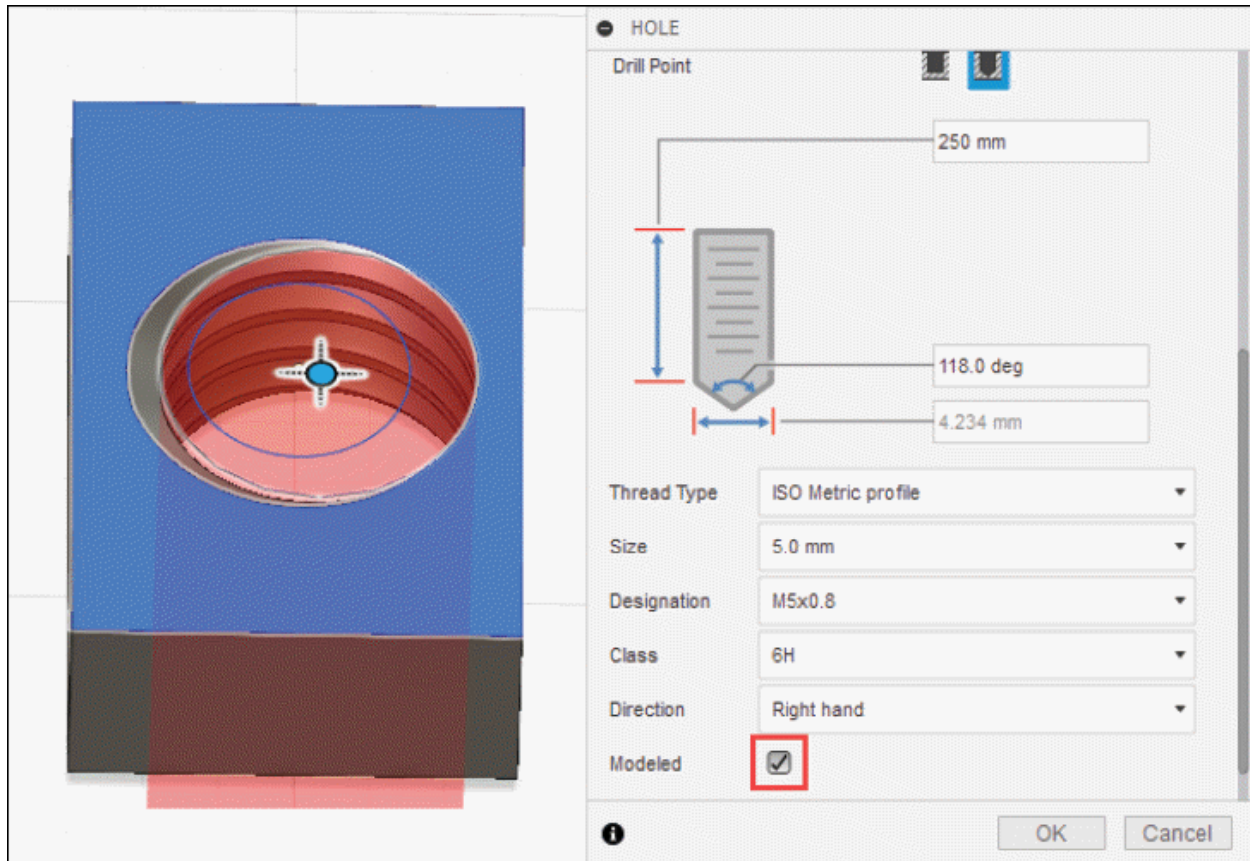 HOLE
Drill Point
250 mm
118.0 deg
4.234 mm
Thread Type ISO Metric profile
Size 5.0 mm
Designation M5x0.8
Class 6H
Direction Right hand
Modeled
OK Cancel